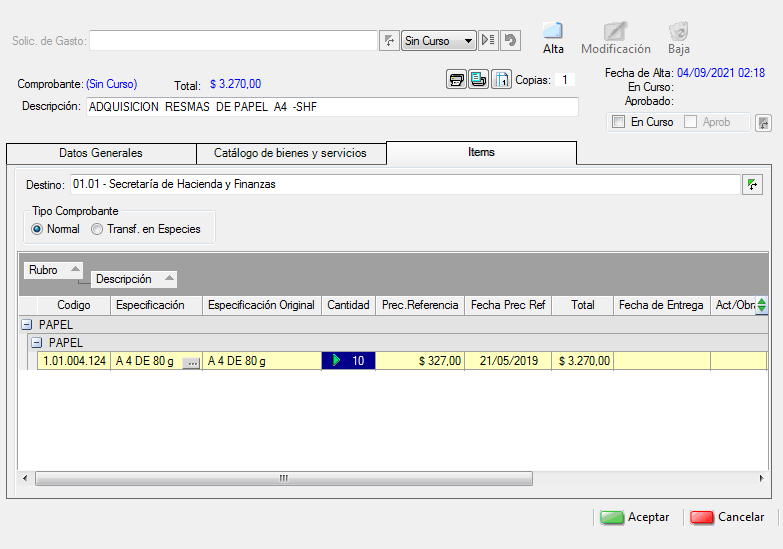 Solic. de Gasto:
Sin Curso
Alta
Modificación
Baja
Comprobante: (Sin Curso)
Total: $ 3.270,00
Copias: 1
Fecha de Alta: 04/09/2021 02:18
En Curso:
Aprobado:
Descripción: ADQUISICION RESMAS DE PAPEL A4 -SHF
En Curso
Aprob
Datos Generales
Catálogo de bienes y servicios
Items
Destino: 01.01 - Secretaría de Hacienda y Finanzas
Tipo Comprobante
Normal
Transf. en Especies
Rubro
Descripción
Codigo Especificación Especificación Original Cantidad Prec.Referencia Fecha Prec Ref Total Fecha de Entrega Act/Obra
PAPEL
PAPEL
1.01.004.124 A 4 DE 80 g ... A 4 DE 80 g 10 $ 327,00 21/05/2019 $ 3.270,00
Aceptar
Cancelar